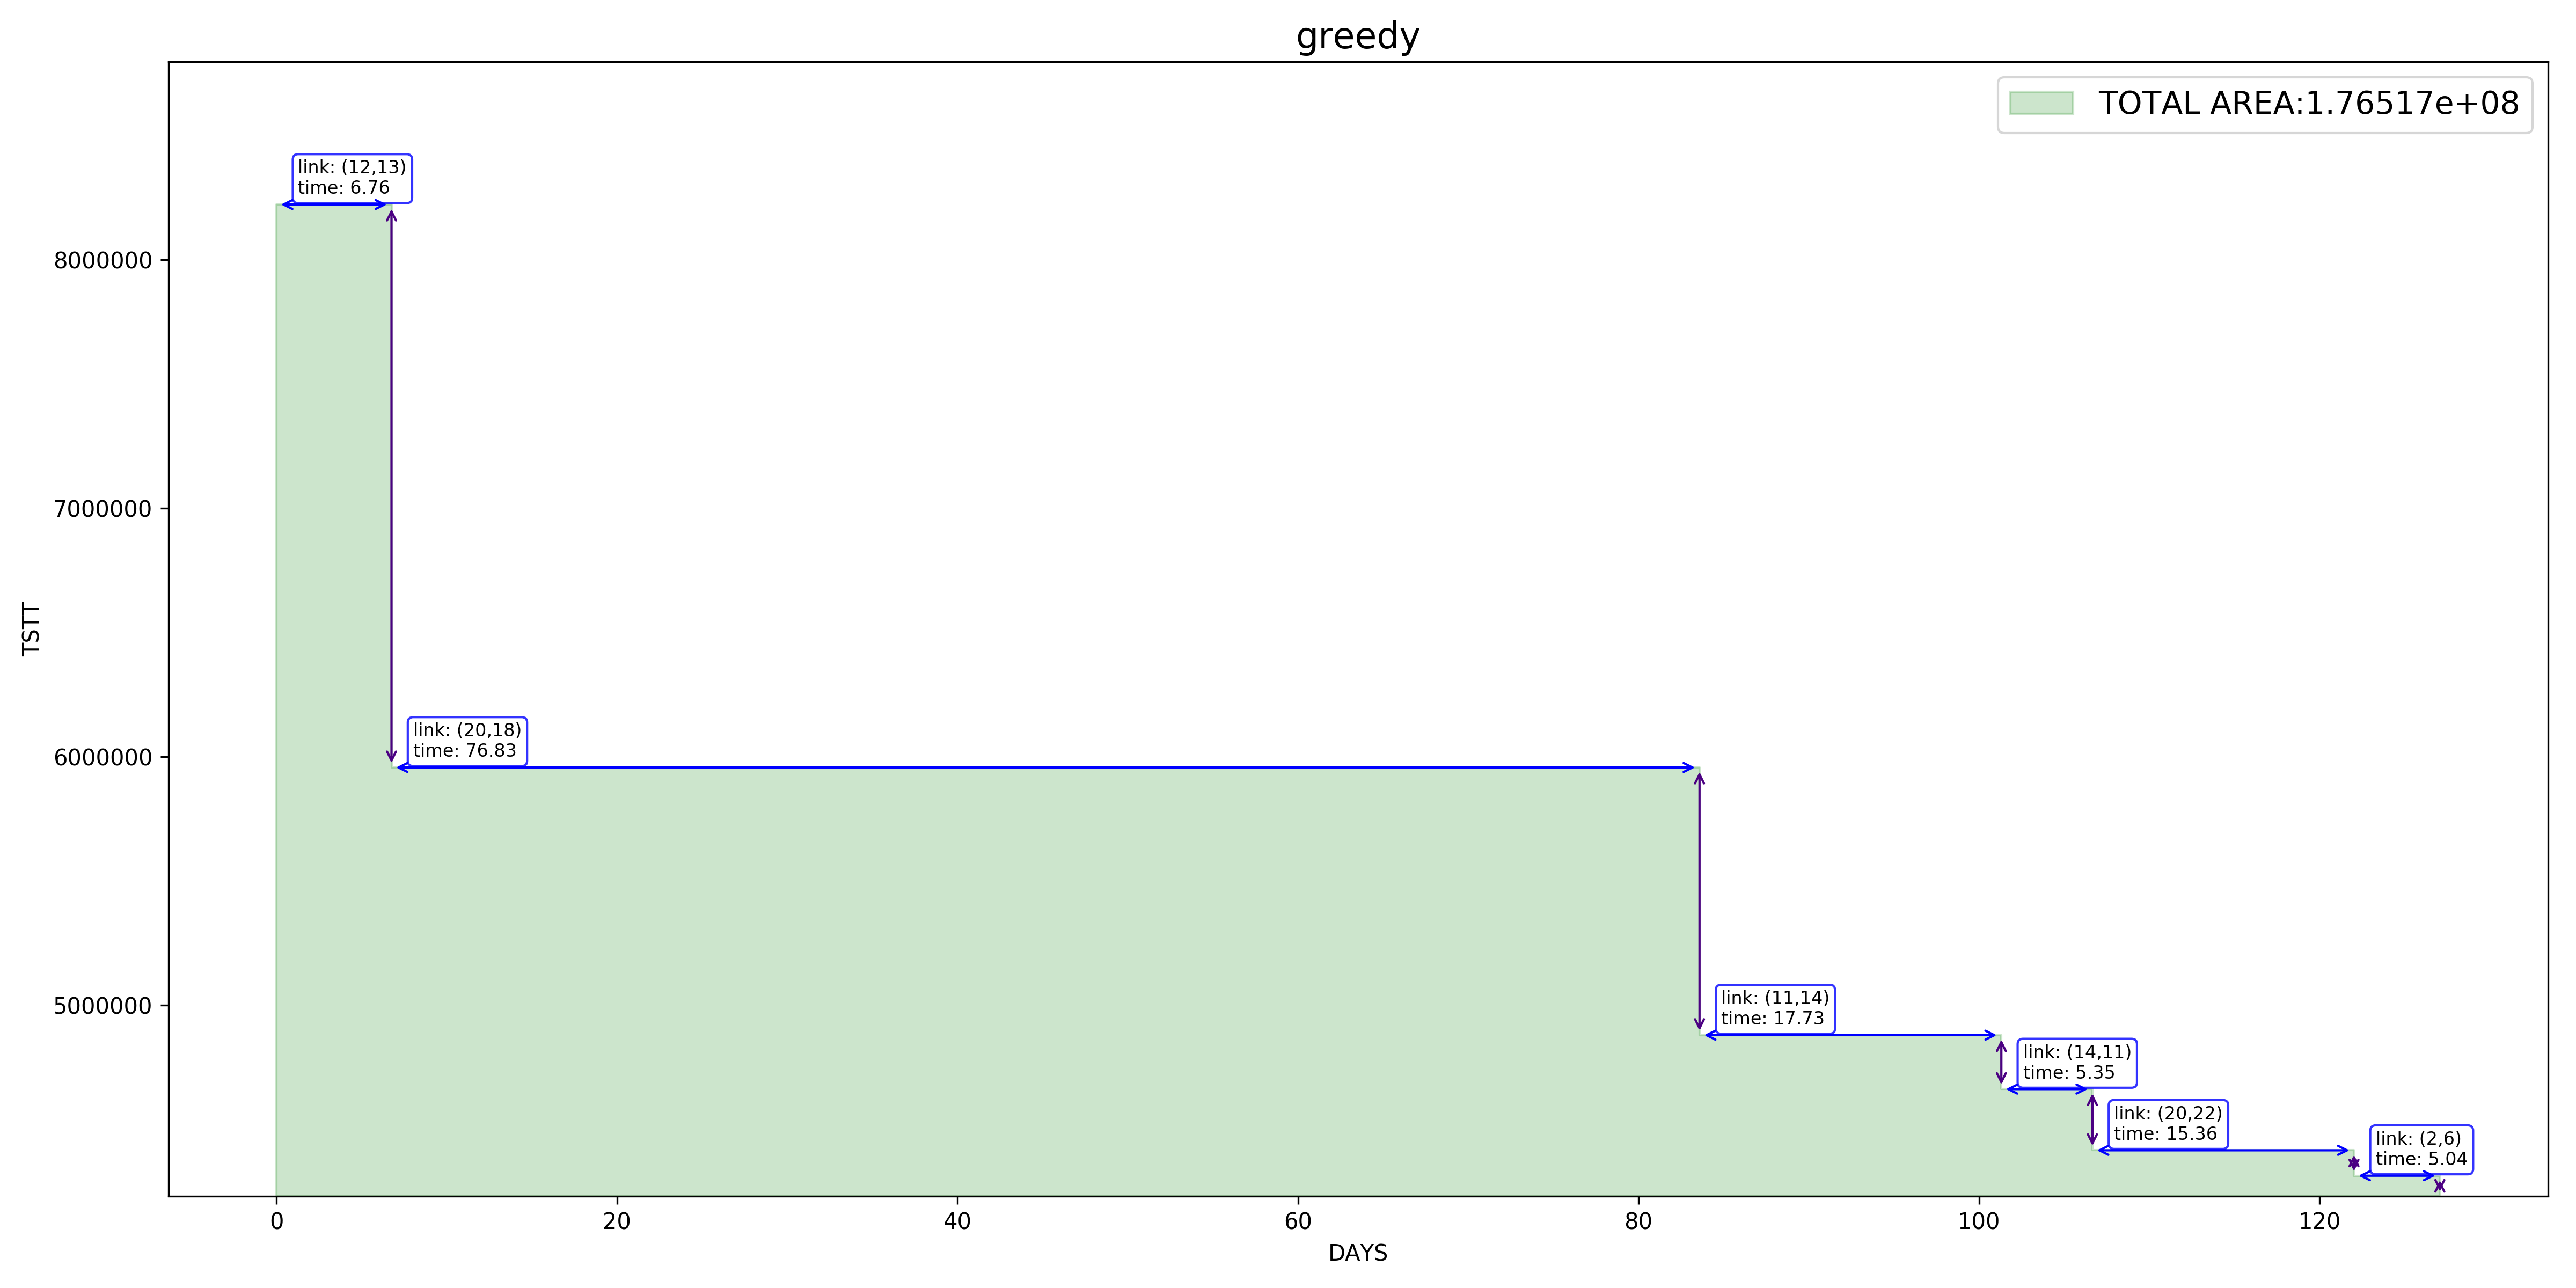 greedy
TOTAL AREA:1.76517e+08
link: (12,13)
time: 6.76
8000000
7000000
TSTT
link: (20,18)
time: 76.83
6000000
link: (11,14)
time: 17.73
5000000
link: (14,11)
time: 5.35
link: (20,22)
time: 15.36
link: (2,6)
time: 5.04
0
20
40
60
80
100
120
DAYS